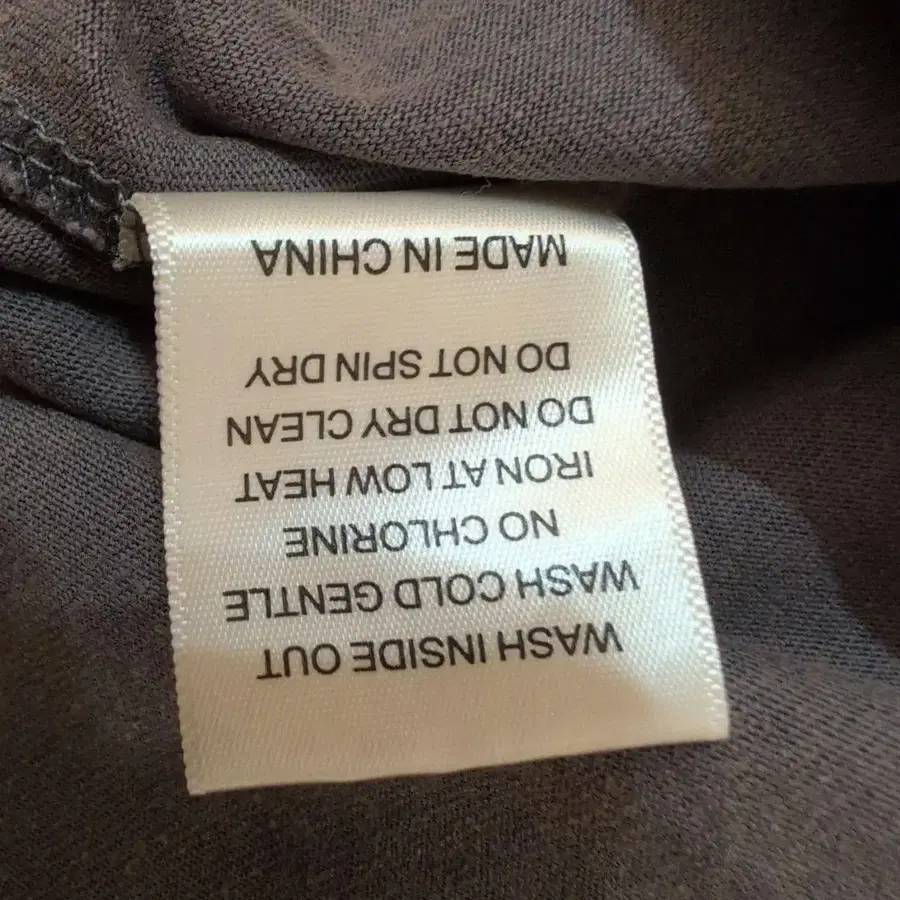 WASH INSIDE OUT
WASH COLD GENTLE
NO CHLORINE
IRON AT LOW HEAT
DO NOT DRY CLEAN
DO NOT SPIN DRY
MADE IN CHINA